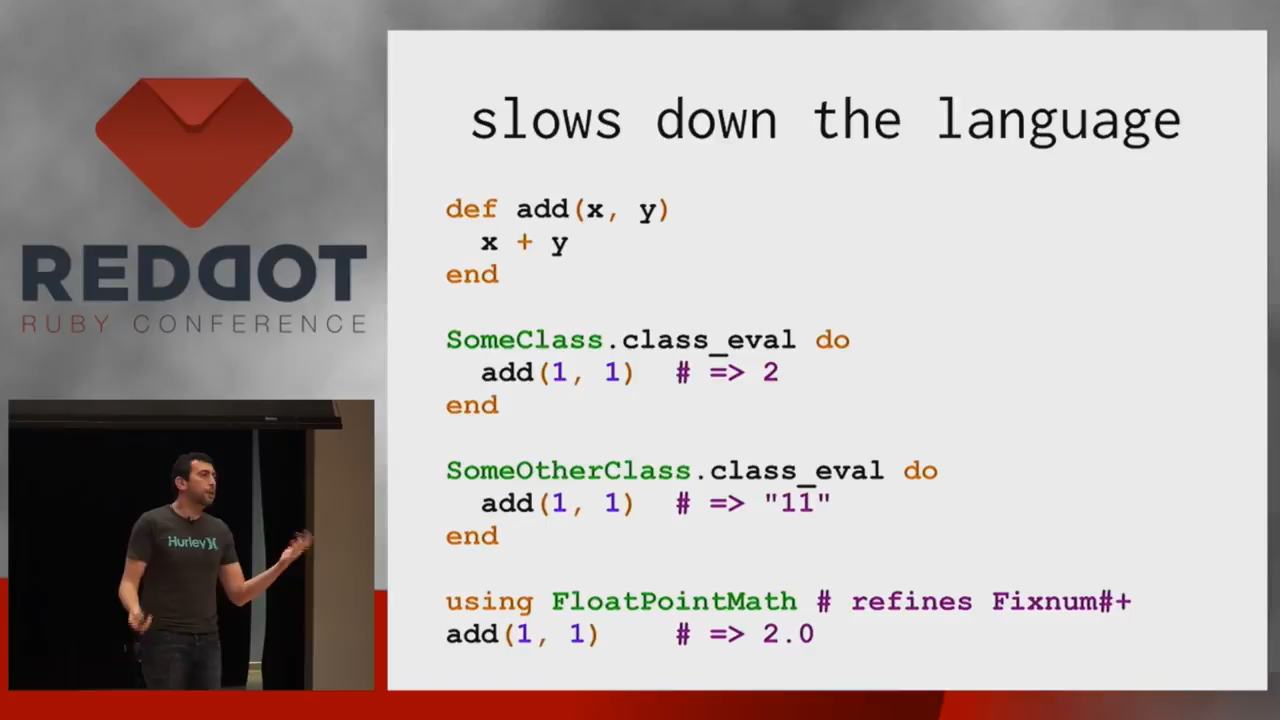 REDDOT
RUBY CONFERENCE
Hurley
slows down the language
def add(x, y)
  x + y
end
SomeClass.class_eval do
  add(1, 1)  # => 2
end
SomeOtherClass.class_eval do
  add(1, 1)  # => "11"
end
using FloatPointMath # refines Fixnum#+
add(1, 1)    # => 2.0